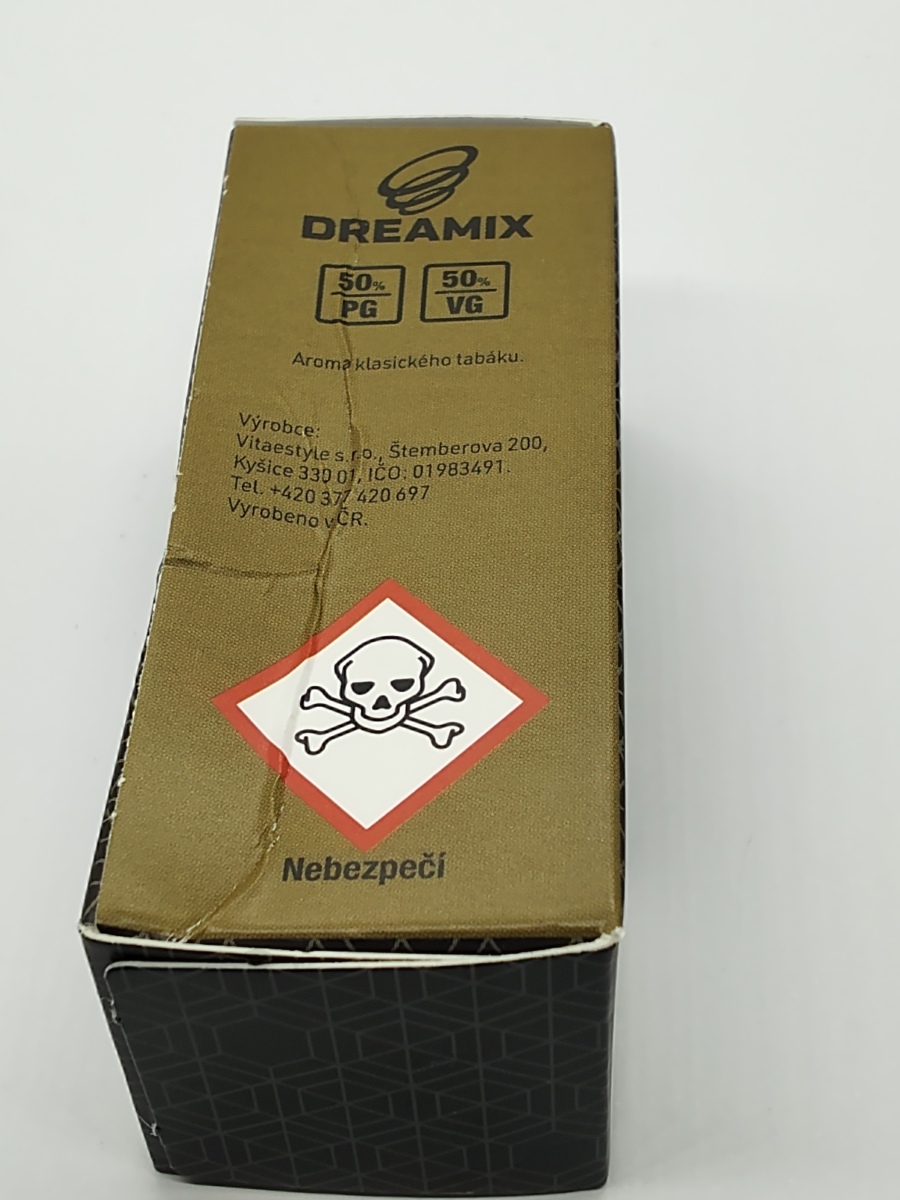 DREAMIX
50% PG 50% VG
Aroma klasického tabáku.
Výrobce:
Vitaestyle s.r.o., Štemberova 200,
Kyšice 330 01, IČO: 01983491.
Tel. +420 377 420 697
Vyrobeno v ČR.
Nebezpečí